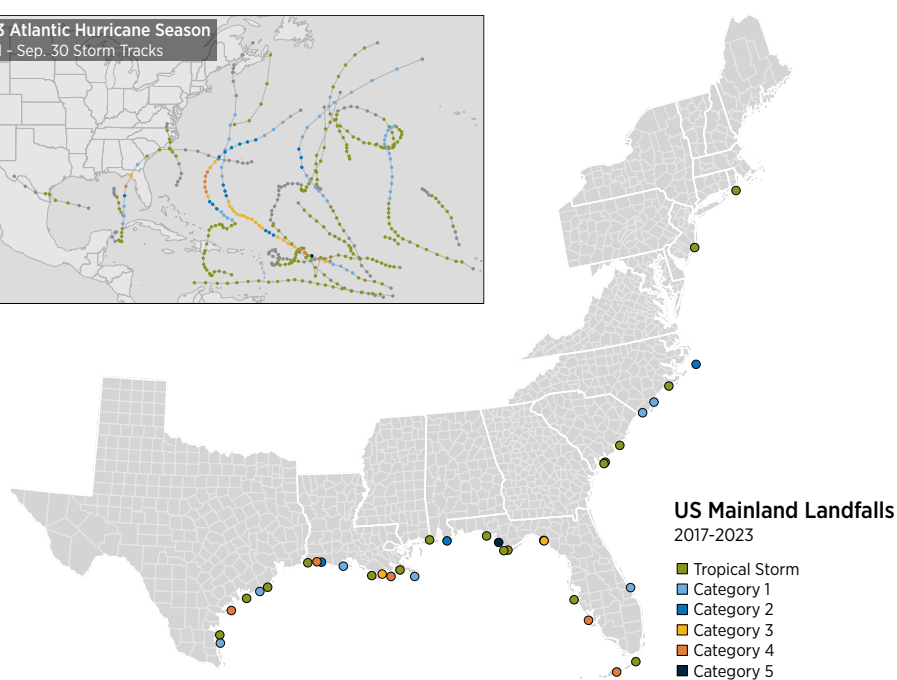 3 Atlantic Hurricane Season
- Sep. 30 Storm Tracks
US Mainland Landfalls
2017-2023
Tropical Storm
Category 1
Category 2
Category 3
Category 4
Category 5